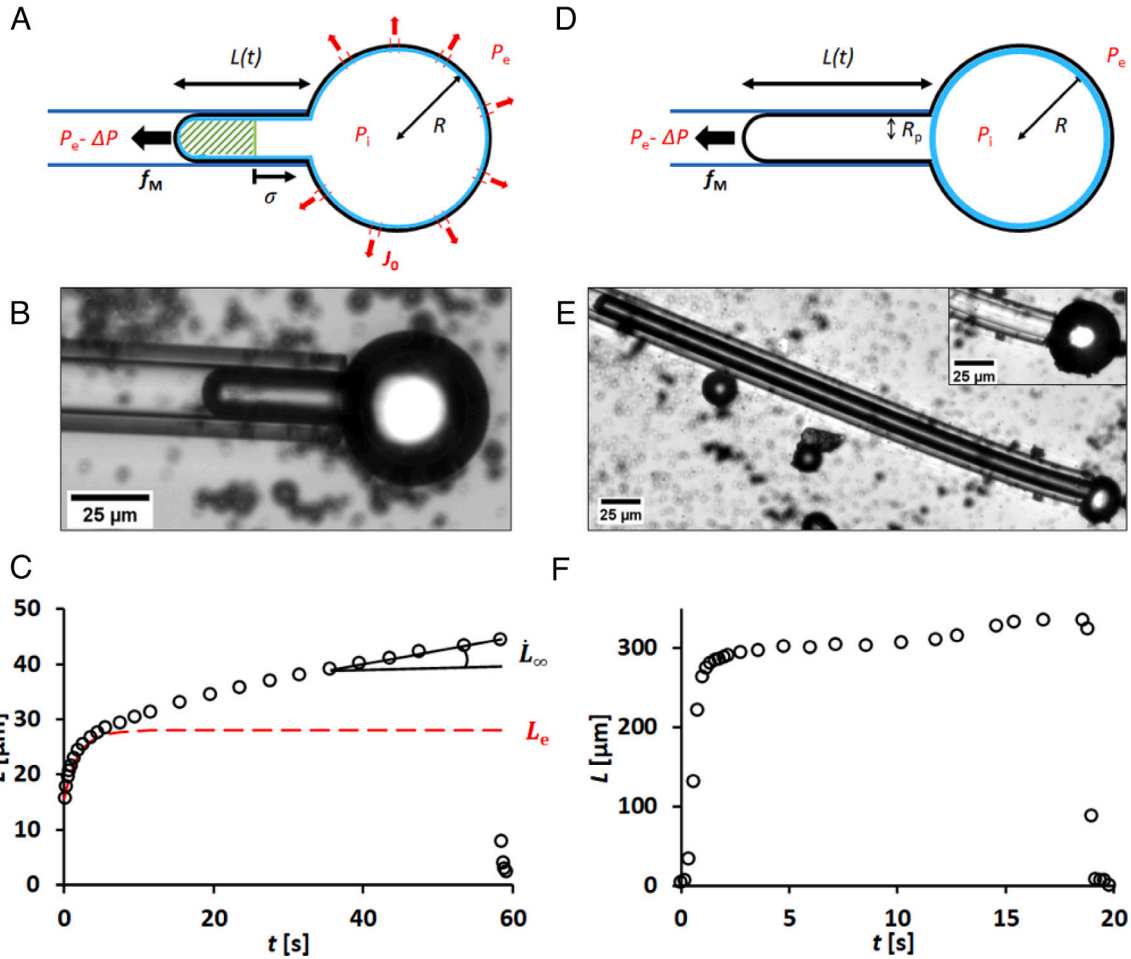 A
L(t)
Pe
Pe- ΔP
Pi
R
fM
σ
J0
D
L(t)
Pe
Pe- ΔP
Rp
Pi
R
fM
B
25 μm
E
25 μm
25 μm
C
50
40
30
20
10
0
0
20
40
60
t [s]
L̇∞
Le
F
300
200
100
0
L [μm]
0
5
10
15
20
t [s]